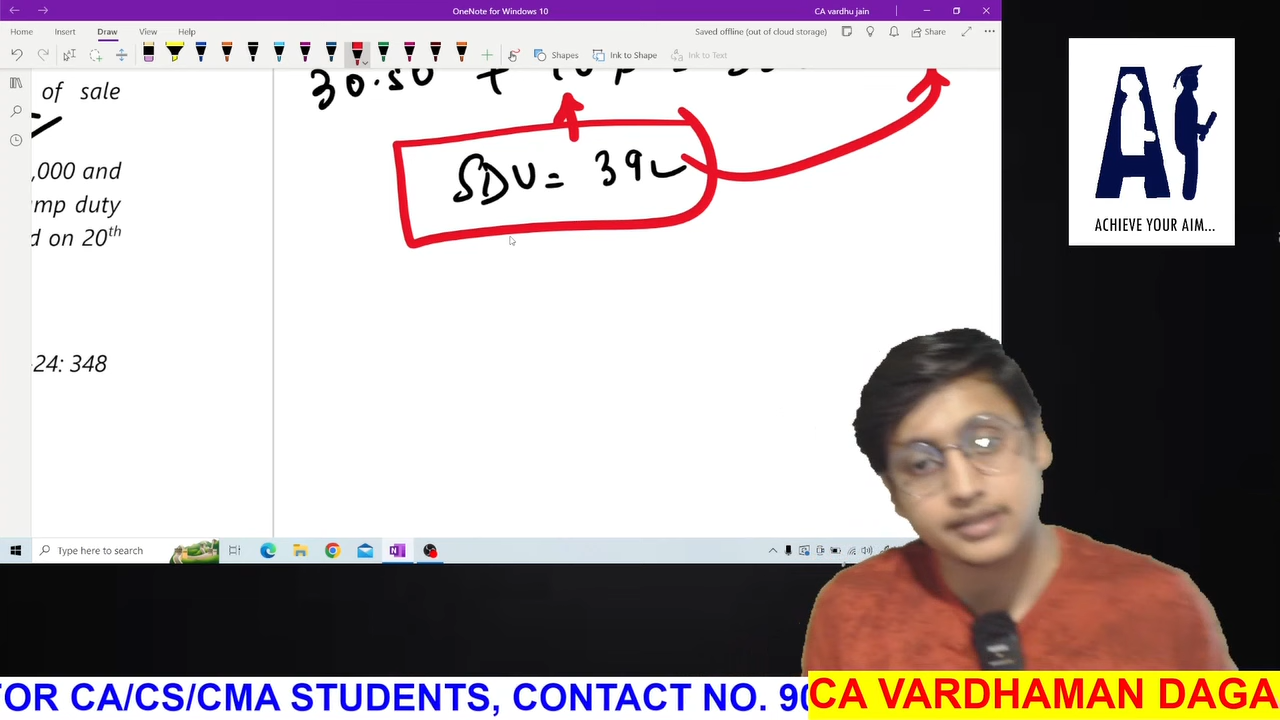 OneNote for Windows 10
CA vardhu jain
Home Insert Draw View Help
Saved offline (out of cloud storage)
Share
Shapes
Ink to Shape
Ink to Text
of sale
,000 and
mp duty
d on 20th
24: 348
30.50 +
SDV = 39L
ACHIEVE YOUR AIM...
Type here to search
FOR CA/CS/CMA STUDENTS, CONTACT NO. 90
CA VARDHAMAN DAGA